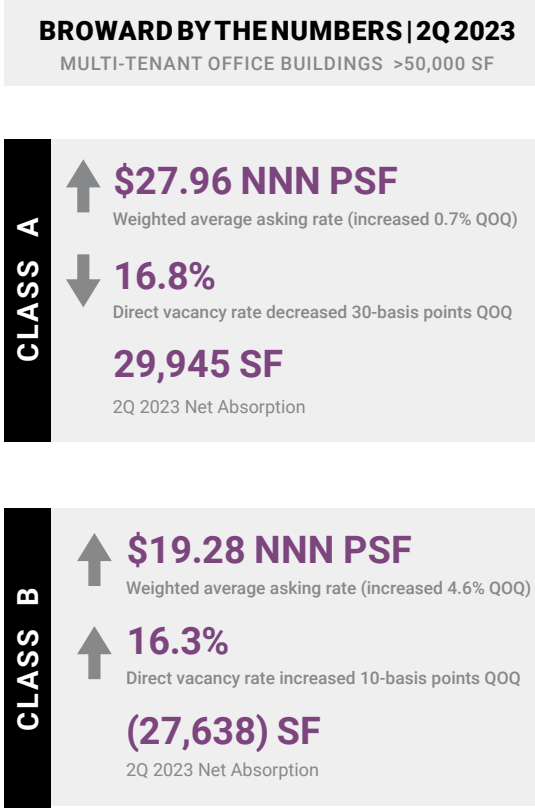 BROWARD BY THE NUMBERS | 2Q 2023
MULTI-TENANT OFFICE BUILDINGS >50,000 SF
CLASS A
$27.96 NNN PSF
Weighted average asking rate (increased 0.7% QOQ)
16.8%
Direct vacancy rate decreased 30-basis points QOQ
29,945 SF
2Q 2023 Net Absorption
CLASS B
$19.28 NNN PSF
Weighted average asking rate (increased 4.6% QOQ)
16.3%
Direct vacancy rate increased 10-basis points QOQ
(27,638) SF
2Q 2023 Net Absorption